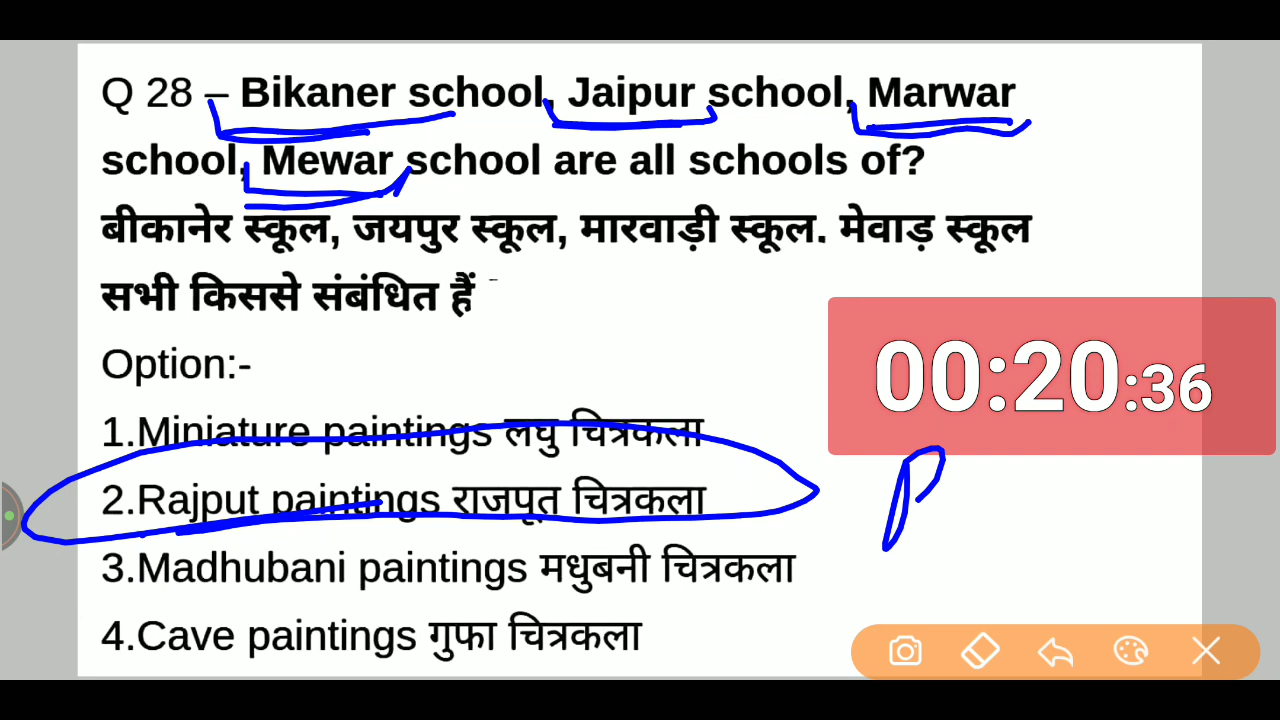 Q 28 – Bikaner school, Jaipur school, Marwar
school, Mewar school are all schools of?
बीकानेर स्कूल, जयपुर स्कूल, मारवाड़ी स्कूल. मेवाड़ स्कूल
सभी किससे संबंधित हैं
Option:-
00:20:36
1.Miniature paintings लघु चित्रकला
2.Rajput paintings राजपूत चित्रकला
3.Madhubani paintings मधुबनी चित्रकला
4.Cave paintings गुफा चित्रकला